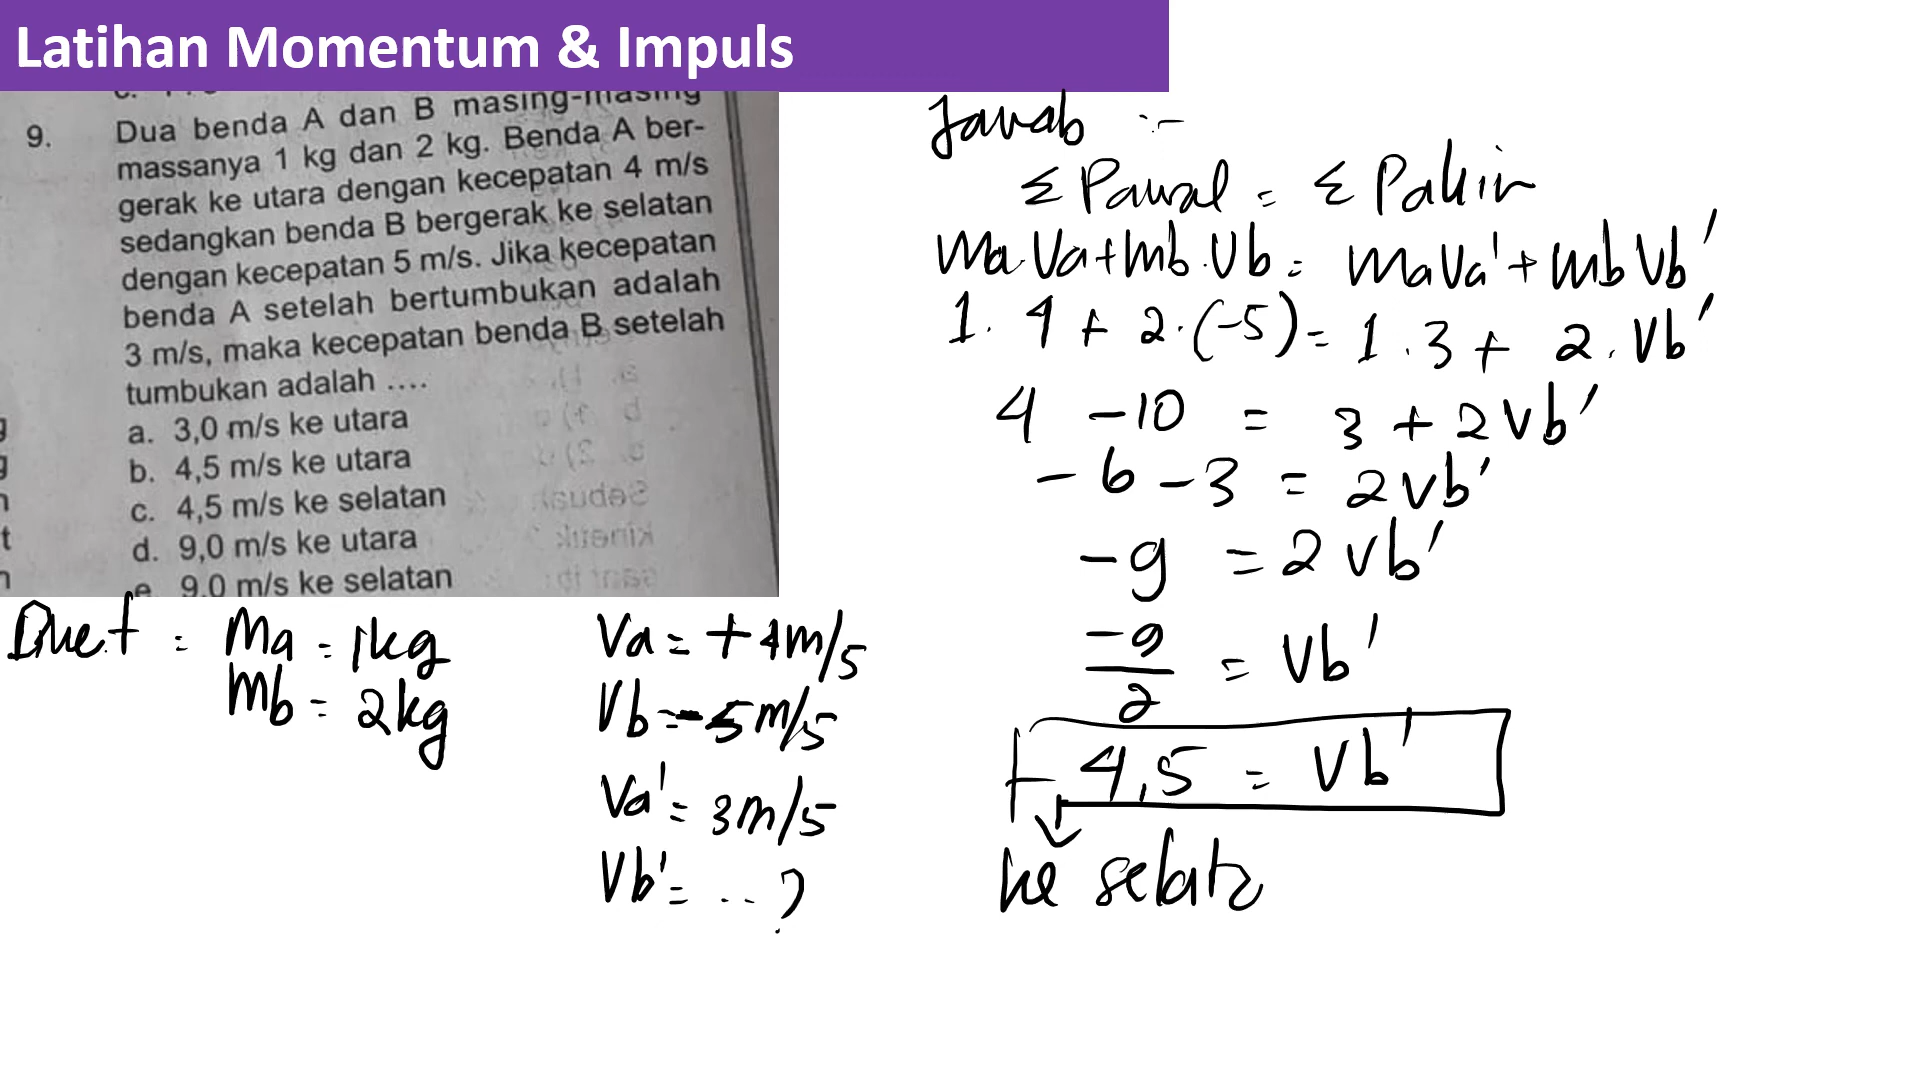 Latihan Momentum & Impuls
9. Dua benda A dan B masing-masing
massanya 1 kg dan 2 kg. Benda A ber-
gerak ke utara dengan kecepatan 4 m/s
sedangkan benda B bergerak ke selatan
dengan kecepatan 5 m/s. Jika kecepatan
benda A setelah bertumbukan adalah
3 m/s, maka kecepatan benda B setelah
tumbukan adalah ....
a. 3,0 m/s ke utara
b. 4,5 m/s ke utara
c. 4,5 m/s ke selatan
d. 9,0 m/s ke utara
e. 9,0 m/s ke selatan
Diket = Ma = 1kg
Mb = 2kg
Va = +4m/s
Vb = -5m/s
Va' = 3m/s
Vb' = ...?
Jawab :-
Σ Pawal = Σ Pakhir
Ma.Va+Mb.Vb = MaVa'+MbVb'
1. 4 + 2.(-5) = 1.3 + 2.Vb'
4 -10 = 3 + 2Vb'
-6 -3 = 2Vb'
-9 = 2Vb'
-9/2 = Vb'
- 4,5 = Vb'
ke